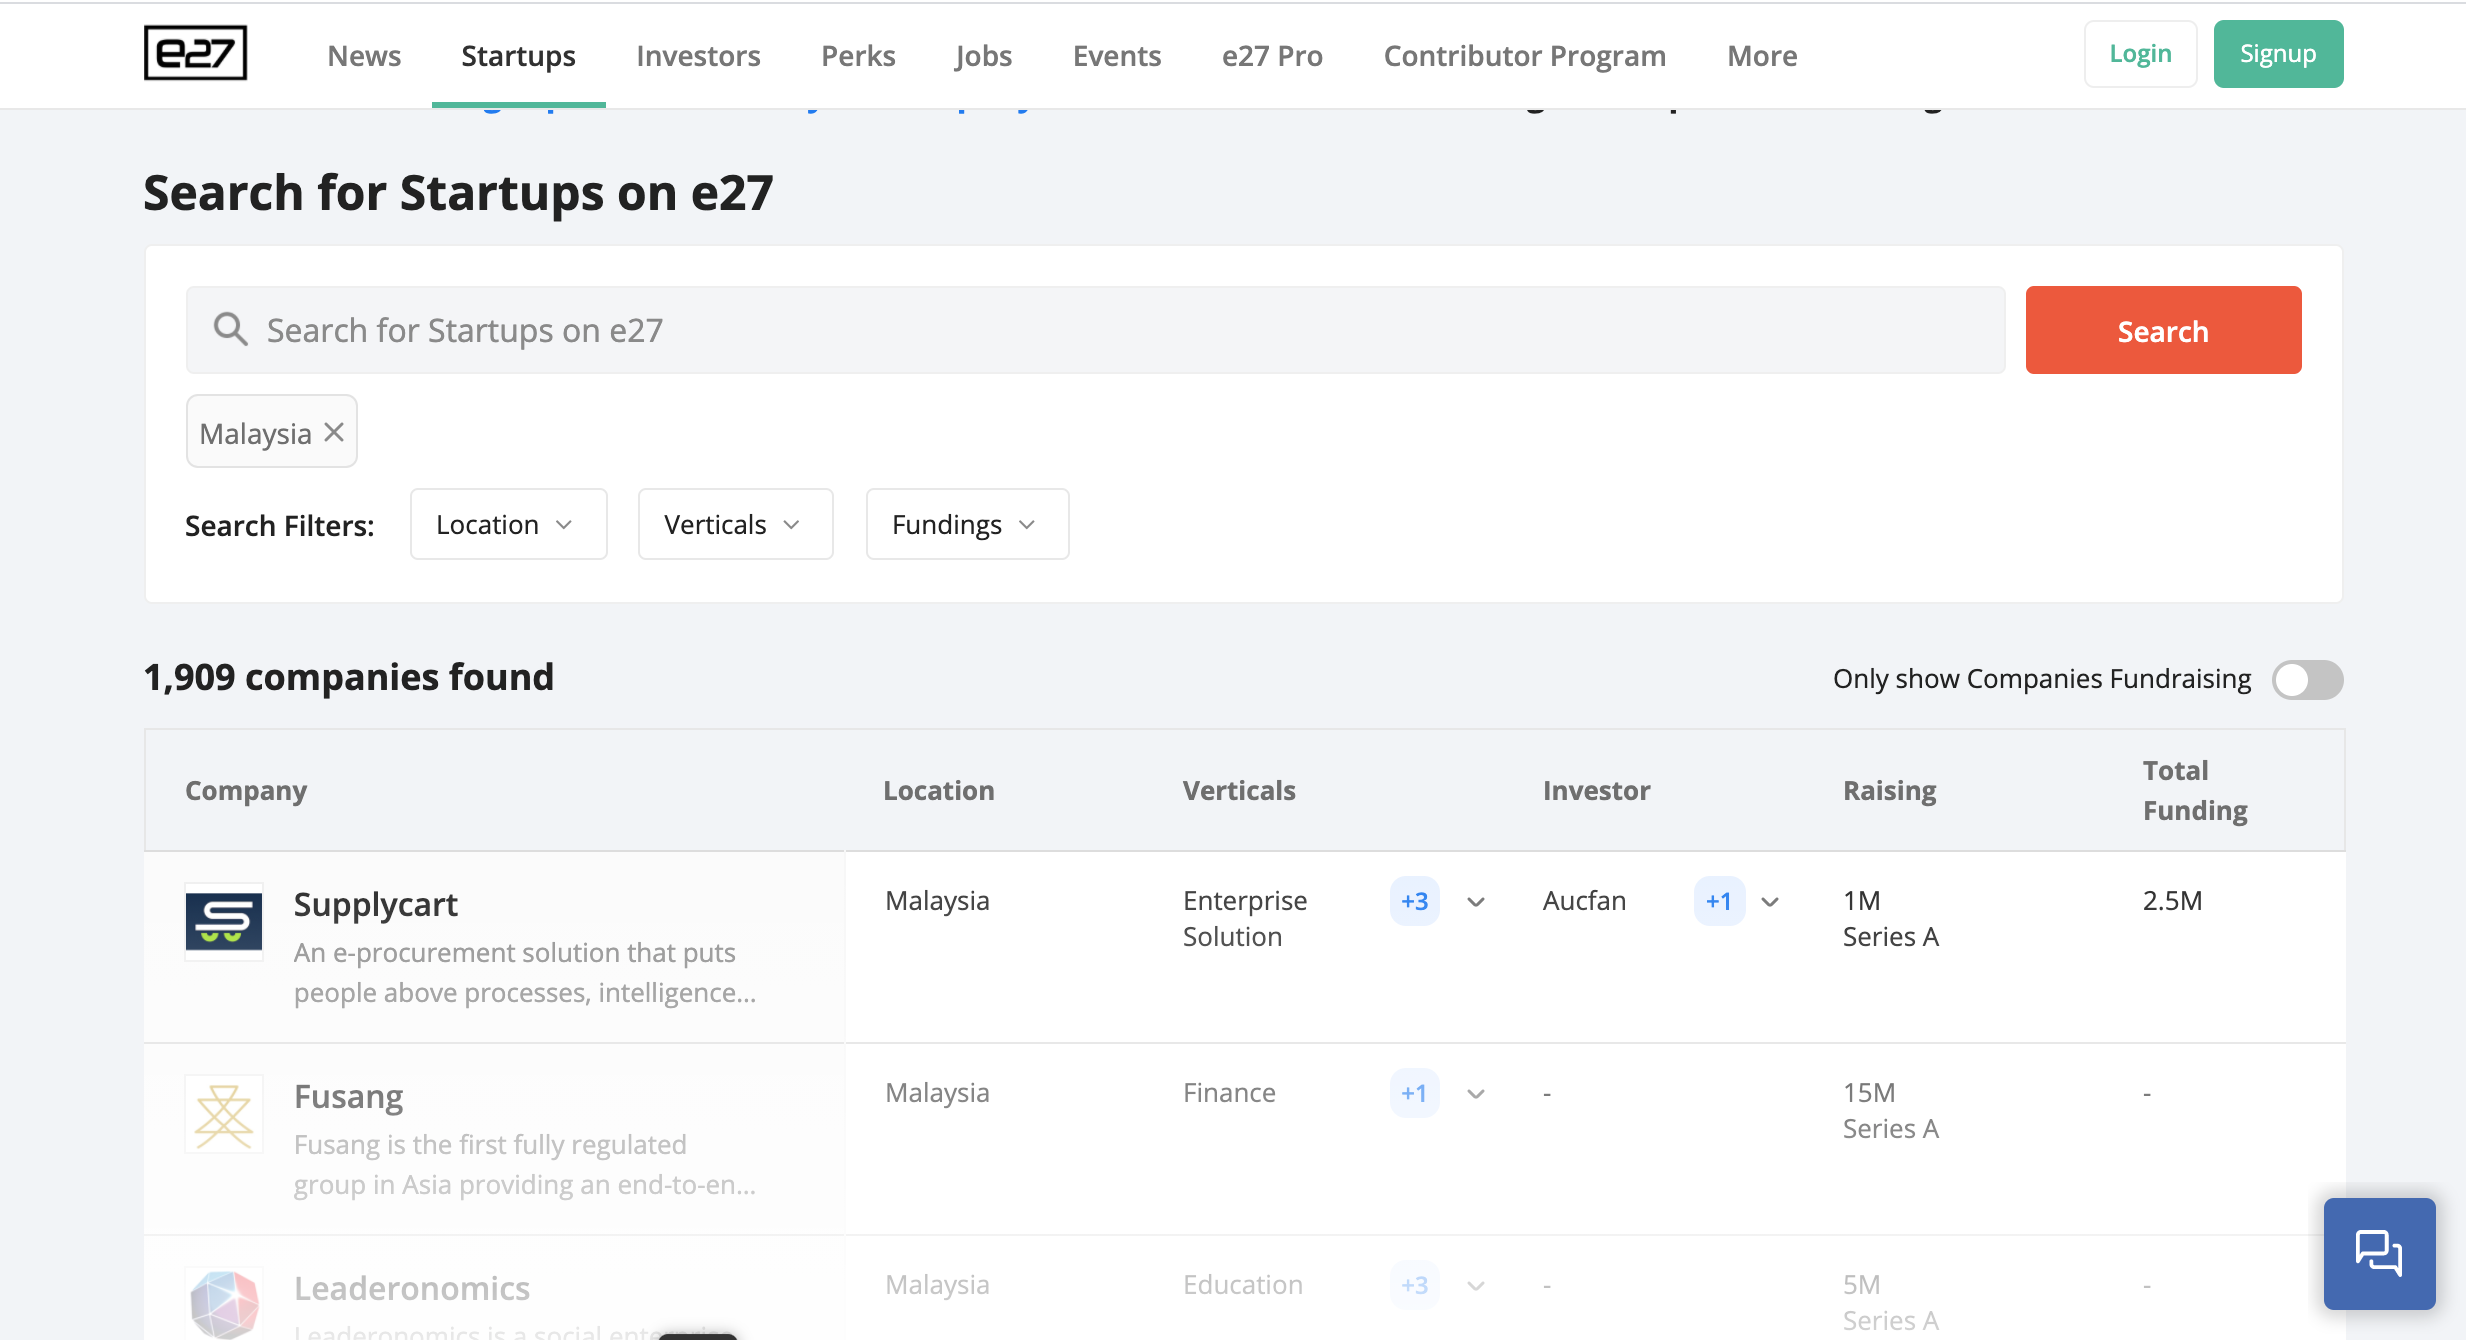 e27
News Startups Investors Perks Jobs Events e27 Pro Contributor Program More Login Signup
Search for Startups on e27
Search for Startups on e27 Search
Malaysia
Search Filters: Location Verticals Fundings
1,909 companies found Only show Companies Fundraising
Company Location Verticals Investor Raising Total Funding
Supplycart Malaysia Enterprise Solution +3 Aucfan +1 1M Series A 2.5M
An e-procurement solution that puts
people above processes, intelligence...
Fusang Malaysia Finance +1 - 15M Series A -
Fusang is the first fully regulated
group in Asia providing an end-to-en...
Leaderonomics Malaysia Education +3 - 5M Series A -
Leaderonomics is a social enterprise